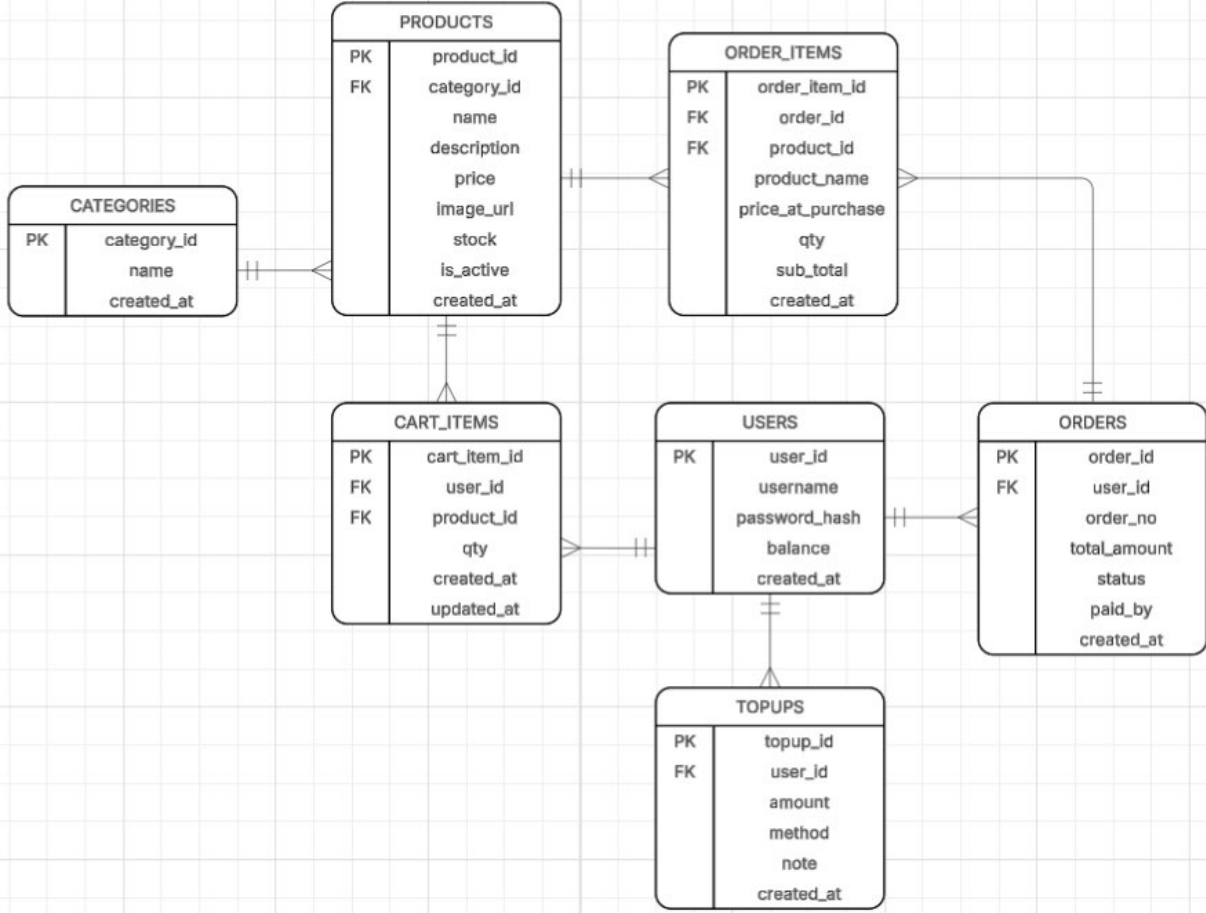 PRODUCTS
PK product_id
FK category_id
name
description
price
image_url
stock
is_active
created_at
ORDER_ITEMS
PK order_item_id
FK order_id
FK product_id
product_name
price_at_purchase
qty
sub_total
created_at
CATEGORIES
PK category_id
name
created_at
CART_ITEMS
PK cart_item_id
FK user_id
FK product_id
qty
created_at
updated_at
USERS
PK user_id
username
password_hash
balance
created_at
ORDERS
PK order_id
FK user_id
order_no
total_amount
status
paid_by
created_at
TOPUPS
PK topup_id
FK user_id
amount
method
note
created_at